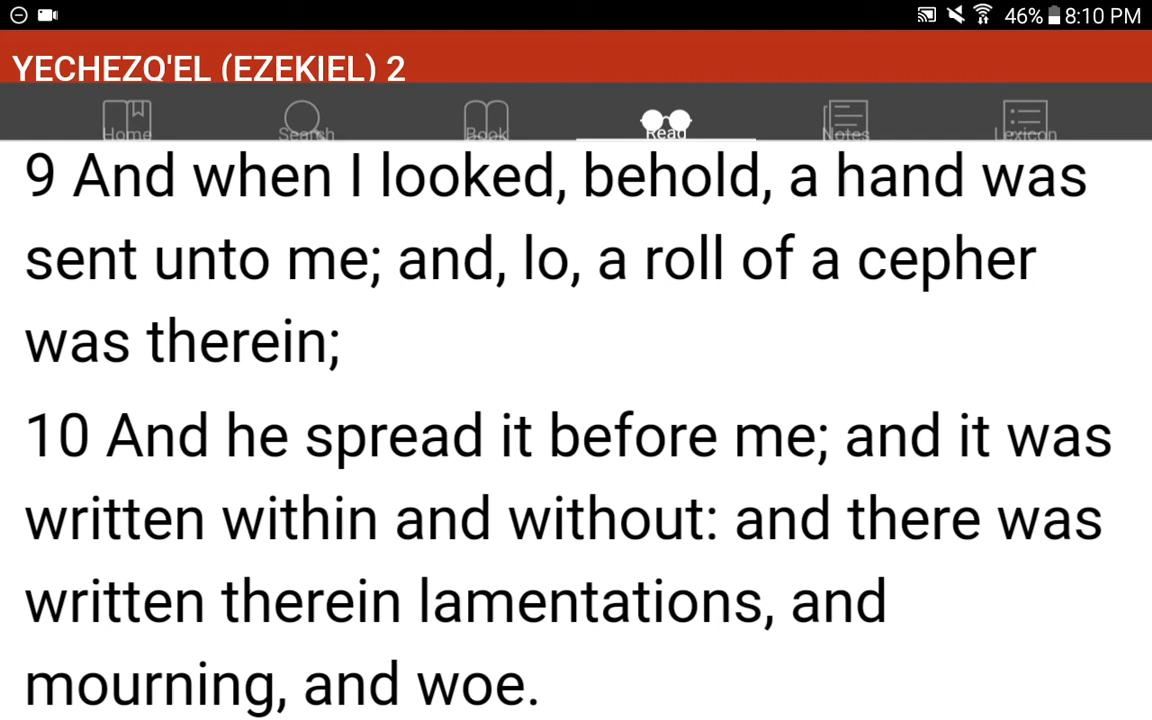 46% 8:10 PM
YECHEZQ'EL (EZEKIEL) 2
Home Search Book Read Notes Lexicon
9 And when I looked, behold, a hand was
sent unto me; and, lo, a roll of a cepher
was therein;
10 And he spread it before me; and it was
written within and without: and there was
written therein lamentations, and
mourning, and woe.